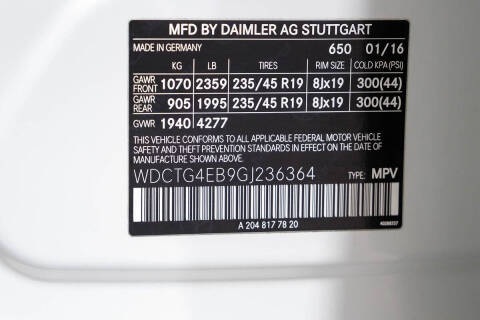 MFD BY DAIMLER AG STUTTGART
MADE IN GERMANY 650 01/16
KG LB TIRES RIM SIZE COLD KPA (PSI)
GAWR FRONT 1070 2359 235/45 R19 8Jx19 300(44)
GAWR REAR 905 1995 235/45 R19 8Jx19 300(44)
GVWR 1940 4277
THIS VEHICLE CONFORMS TO ALL APPLICABLE FEDERAL MOTOR VEHICLE
SAFETY AND THEFT PREVENTION STANDARDS IN EFFECT ON THE DATE OF
MANUFACTURE SHOWN ABOVE.
WDCTG4EB9GJ236364 TYPE: MPV
A 204 817 78 20